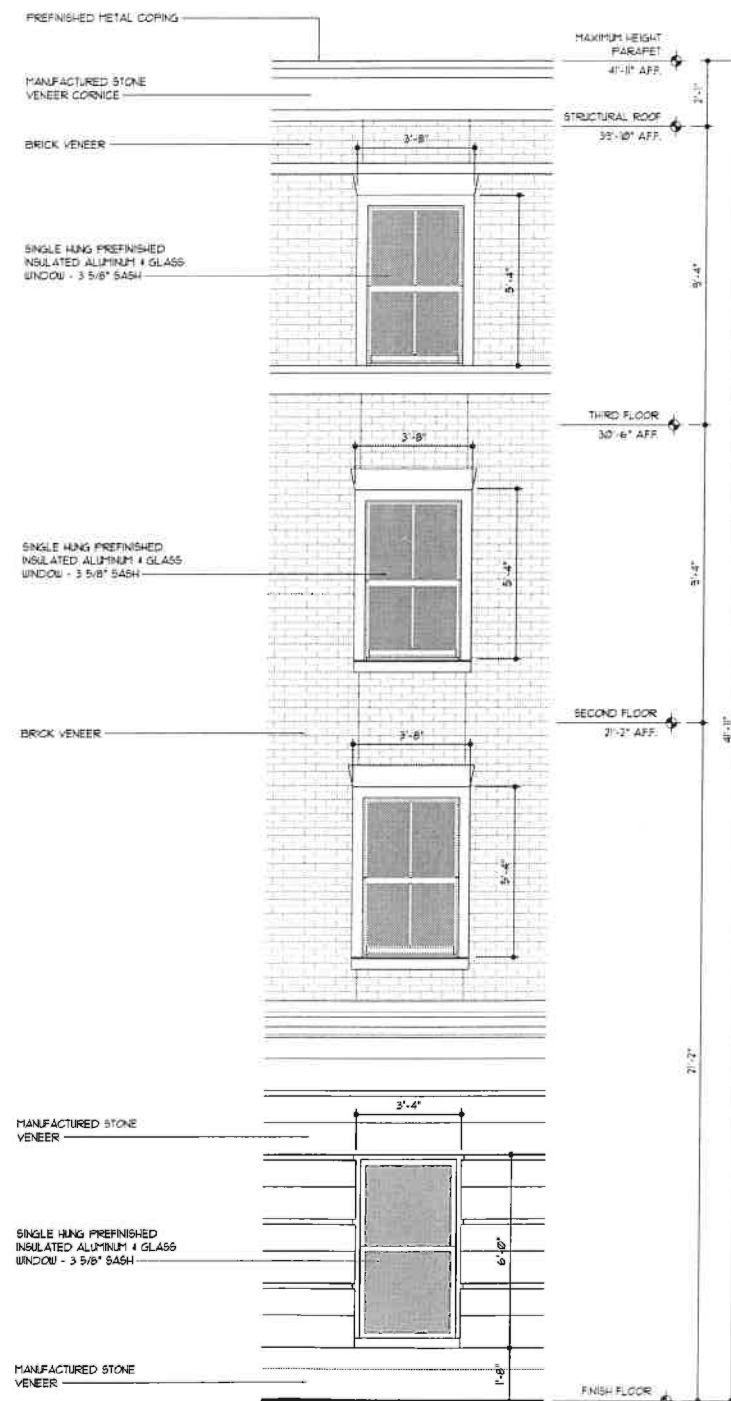 PREFINISHED METAL COPING
MAXIMUM HEIGHT
PARAPET
41'-11" AFF.
MANUFACTURED STONE
VENEER CORNICE
2'-1"
STRUCTURAL ROOF
39'-10" AFF.
BRICK VENEER
3'-8"
SINGLE HUNG PREFINISHED
INSULATED ALUMINUM & GLASS
WINDOW - 3 5/8" SASH
5'-4"
9'-4"
THIRD FLOOR
30'-6" AFF.
3'-8"
SINGLE HUNG PREFINISHED
INSULATED ALUMINUM & GLASS
WINDOW - 3 5/8" SASH
5'-4"
9'-4"
SECOND FLOOR
21'-2" AFF.
BRICK VENEER
3'-8"
41'-11"
5'-4"
21'-2"
3'-4"
MANUFACTURED STONE
VENEER
SINGLE HUNG PREFINISHED
INSULATED ALUMINUM & GLASS
WINDOW - 3 5/8" SASH
6'-0"
MANUFACTURED STONE
VENEER
1'-8"
FINISH FLOOR